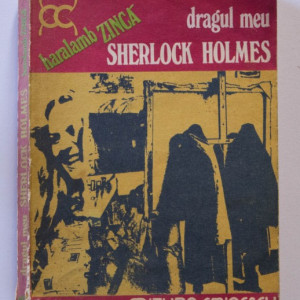 haralamb ZINCĂ
dragul meu
SHERLOCK HOLMES
dragul meu SHERLOCK HOLMES